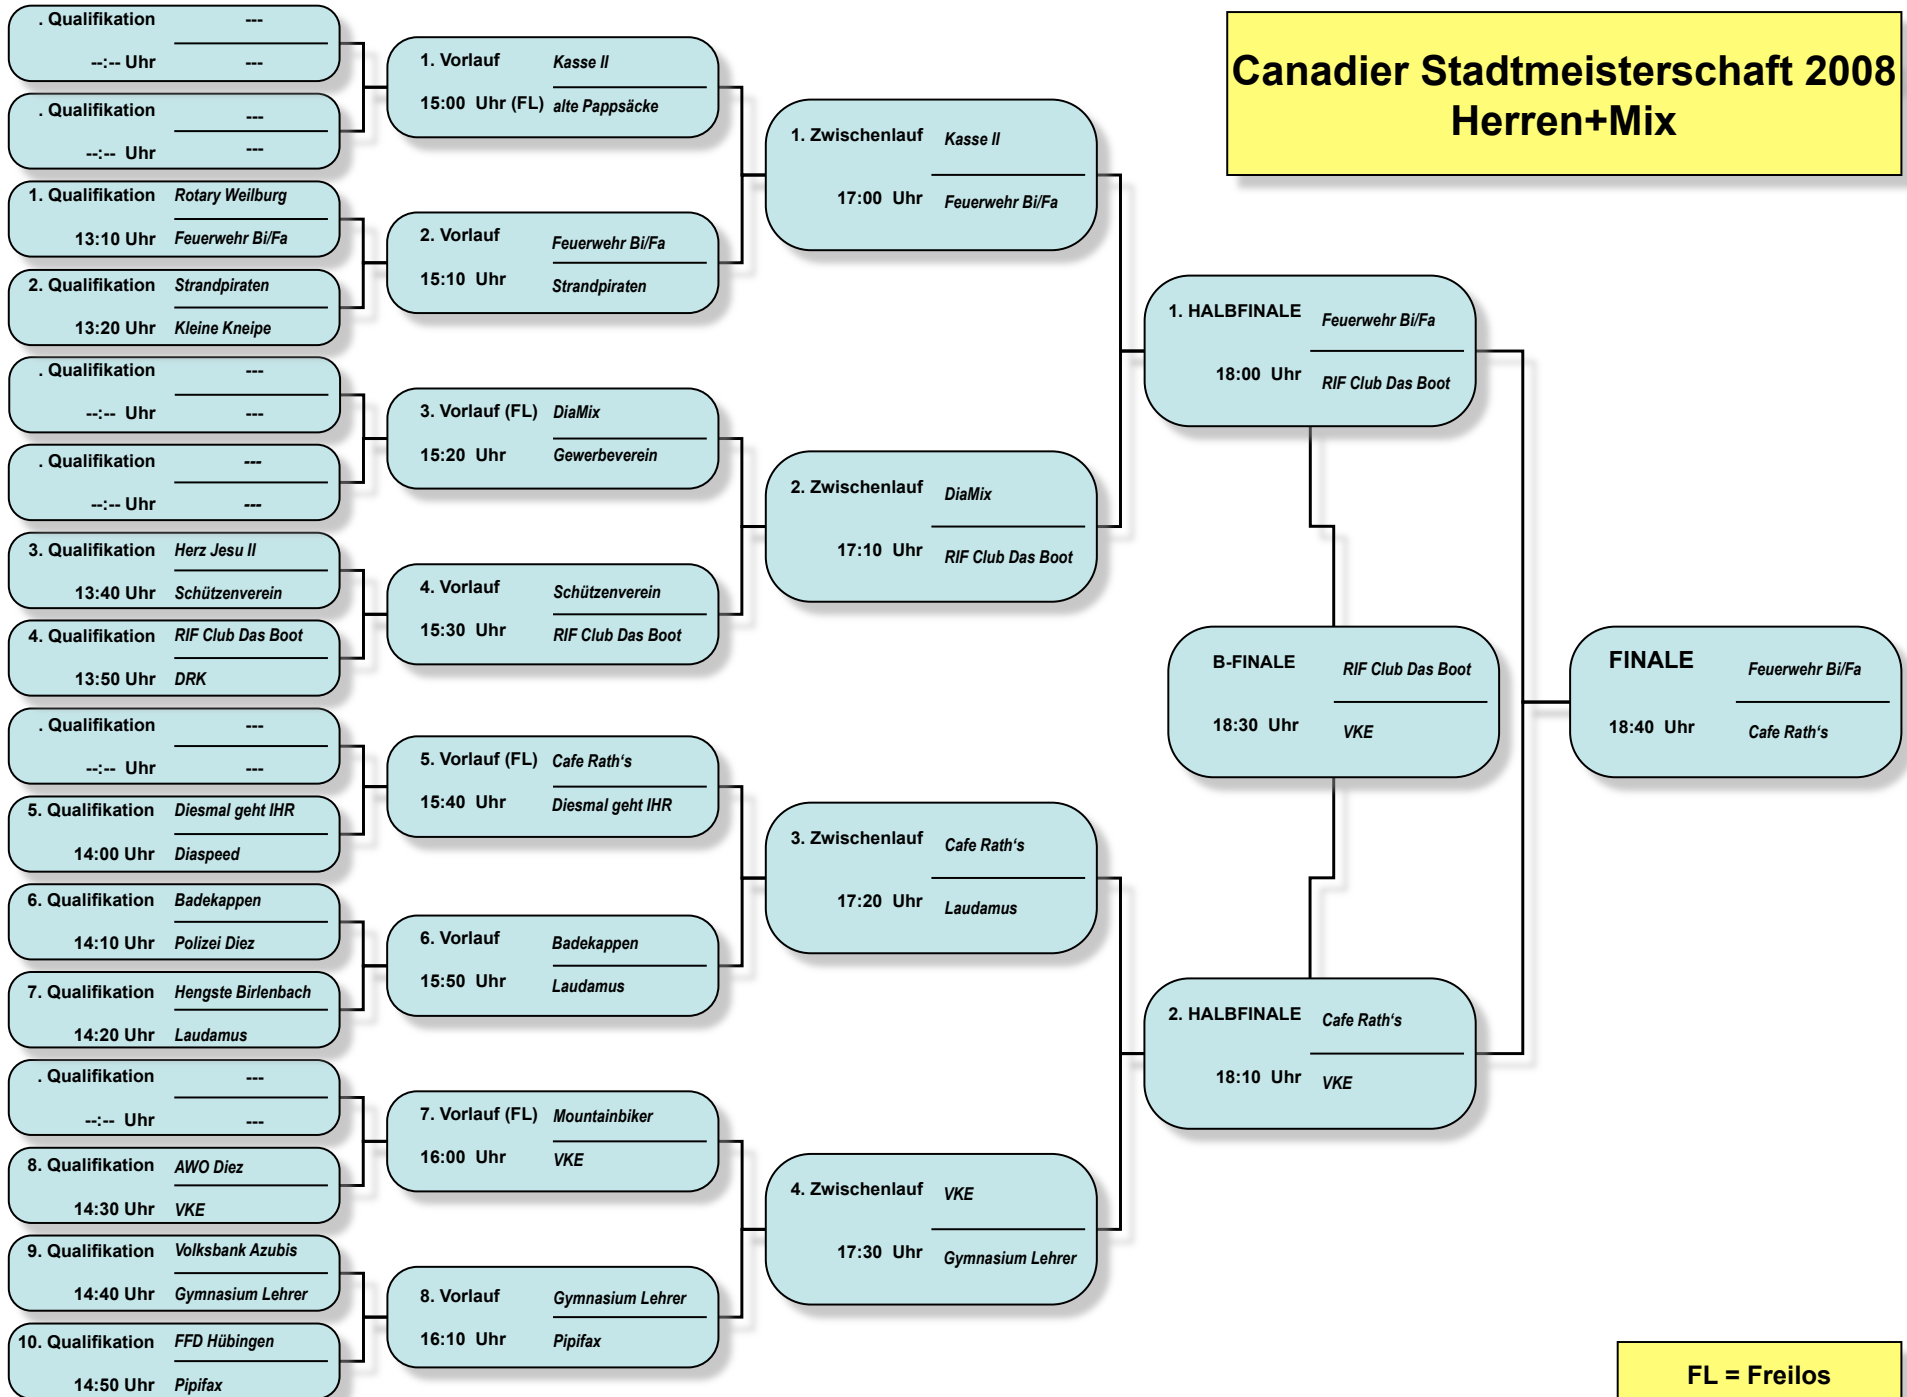 Canadier Stadtmeisterschaft 2008
Herren+Mix
. Qualifikation ---
--:-- Uhr ---
. Qualifikation ---
--:-- Uhr ---
1. Qualifikation Rotary Weilburg
13:10 Uhr Feuerwehr Bi/Fa
2. Qualifikation Strandpiraten
13:20 Uhr Kleine Kneipe
. Qualifikation ---
--:-- Uhr ---
. Qualifikation ---
--:-- Uhr ---
3. Qualifikation Herz Jesu II
13:40 Uhr Schützenverein
4. Qualifikation RIF Club Das Boot
13:50 Uhr DRK
. Qualifikation ---
--:-- Uhr ---
5. Qualifikation Diesmal geht IHR
14:00 Uhr Diaspeed
6. Qualifikation Badekappen
14:10 Uhr Polizei Diez
7. Qualifikation Hengste Birlenbach
14:20 Uhr Laudamus
. Qualifikation ---
--:-- Uhr ---
8. Qualifikation AWO Diez
14:30 Uhr VKE
9. Qualifikation Volksbank Azubis
14:40 Uhr Gymnasium Lehrer
10. Qualifikation FFD Hübingen
14:50 Uhr Pipifax
1. Vorlauf Kasse II
15:00 Uhr (FL) alte Pappsäcke
2. Vorlauf Feuerwehr Bi/Fa
15:10 Uhr Strandpiraten
3. Vorlauf (FL) DiaMix
15:20 Uhr Gewerbeverein
4. Vorlauf Schützenverein
15:30 Uhr RIF Club Das Boot
5. Vorlauf (FL) Cafe Rath's
15:40 Uhr Diesmal geht IHR
6. Vorlauf Badekappen
15:50 Uhr Laudamus
7. Vorlauf (FL) Mountainbiker
16:00 Uhr VKE
8. Vorlauf Gymnasium Lehrer
16:10 Uhr Pipifax
1. Zwischenlauf Kasse II
17:00 Uhr Feuerwehr Bi/Fa
2. Zwischenlauf DiaMix
17:10 Uhr RIF Club Das Boot
3. Zwischenlauf Cafe Rath‘s
17:20 Uhr Laudamus
4. Zwischenlauf VKE
17:30 Uhr Gymnasium Lehrer
1. HALBFINALE Feuerwehr Bi/Fa
18:00 Uhr RIF Club Das Boot
B-FINALE RIF Club Das Boot
18:30 Uhr VKE
2. HALBFINALE Cafe Rath‘s
18:10 Uhr VKE
FINALE Feuerwehr Bi/Fa
18:40 Uhr Cafe Rath‘s
FL = Freilos